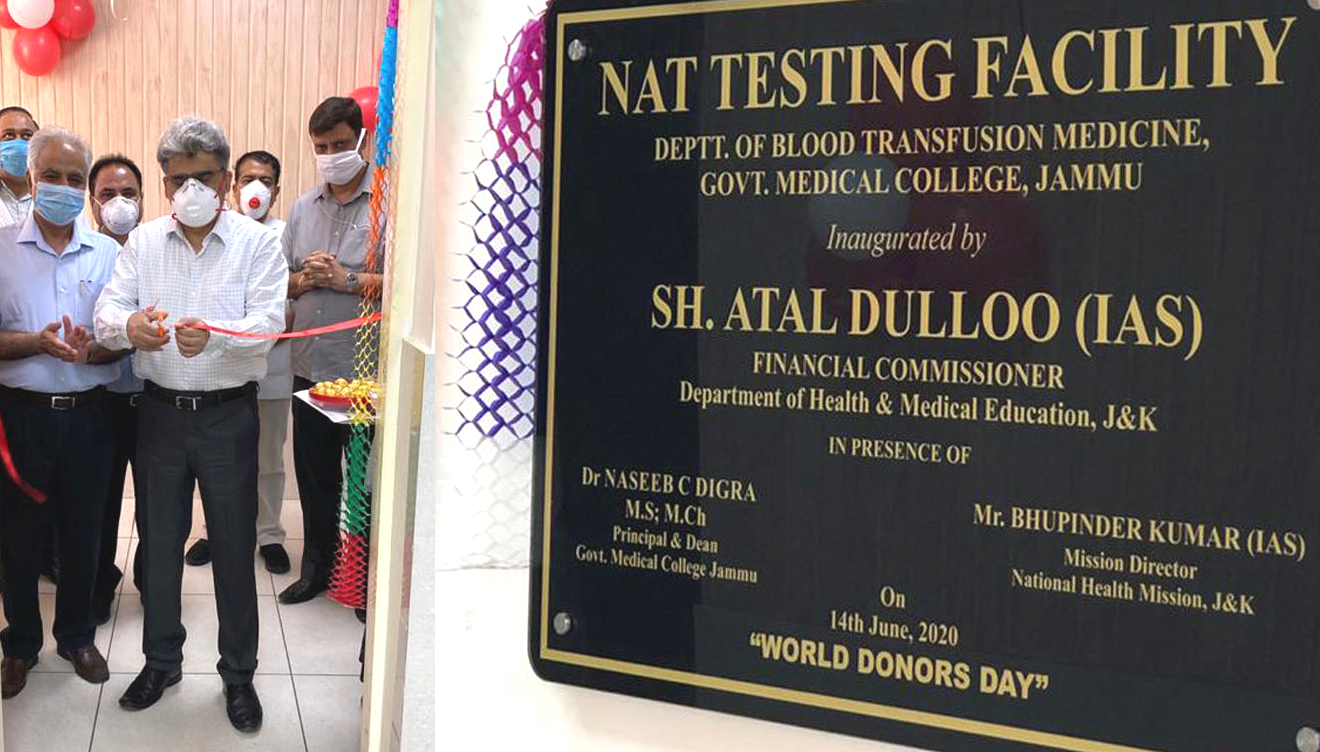 NAT TESTING FACILITY
DEPTT. OF BLOOD TRANSFUSION MEDICINE,
GOVT. MEDICAL COLLEGE, JAMMU
Inaugurated by
SH. ATAL DULLOO (IAS)
FINANCIAL COMMISSIONER
Department of Health & Medical Education, J&K
IN PRESENCE OF
Dr NASEEB C DIGRA
M.S; M.Ch
Principal & Dean
Govt. Medical College Jammu
Mr. BHUPINDER KUMAR (IAS)
Mission Director
National Health Mission, J&K
On
14th June, 2020
“WORLD DONORS DAY”